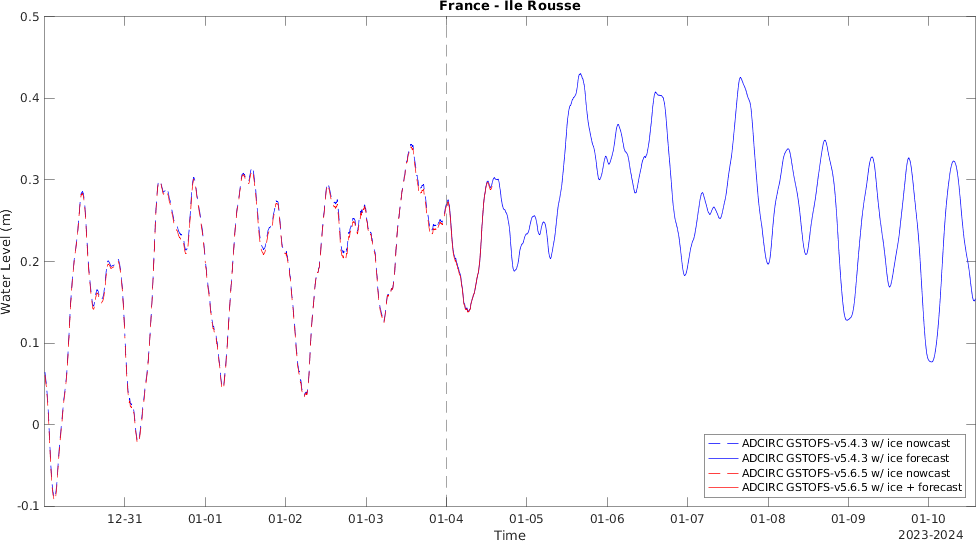 France - Ile Rousse
0.5
0.4
0.3
0.2
0.1
0
-0.1
Water Level (m)
12-31 01-01 01-02 01-03 01-04 01-05 01-06 01-07 01-08 01-09 01-10
Time
2023-2024
ADCIRC GSTOFS-v5.4.3 w/ ice nowcast
ADCIRC GSTOFS-v5.4.3 w/ ice forecast
ADCIRC GSTOFS-v5.6.5 w/ ice nowcast
ADCIRC GSTOFS-v5.6.5 w/ ice + forecast